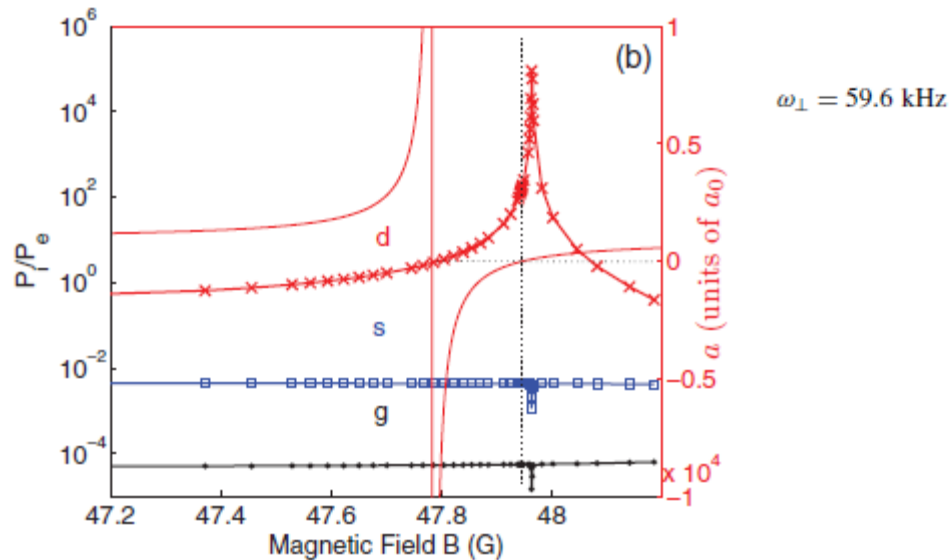 10^6
10^4
10^2
10^0
10^-2
10^-4
P_i/P_e
47.2
47.4
47.6
47.8
48
Magnetic Field B (G)
(b)
d
s
g
1
0.5
0
−0.5
−1
x 10^4
a (units of a_0)
ω_⊥ = 59.6 kHz